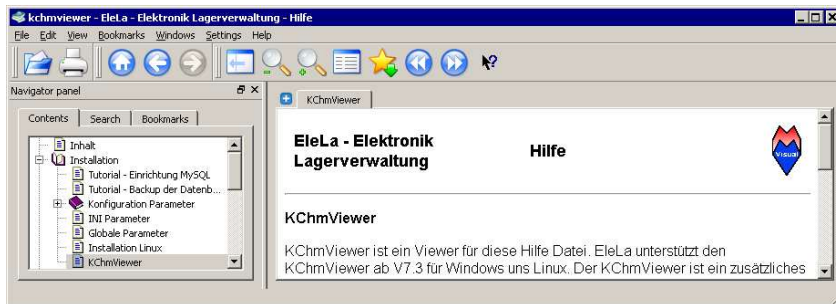 kchmviewer - EleLa - Elektronik Lagerverwaltung - Hilfe
File Edit View Bookmarks Windows Settings Help
Navigator panel
Contents Search Bookmarks
Inhalt
Installation
Tutorial - Einrichtung MySQL
Tutorial - Backup der Datenb...
Konfiguration Parameter
INI Parameter
Globale Parameter
Installation Linux
KChmViewer
KChmViewer
EleLa - Elektronik
Lagerverwaltung
Hilfe
Visual
KChmViewer
KChmViewer ist ein Viewer für diese Hilfe Datei. EleLa unterstützt den
KChmViewer ab V7.3 für Windows uns Linux. Der KChmViewer ist ein zusätzliches